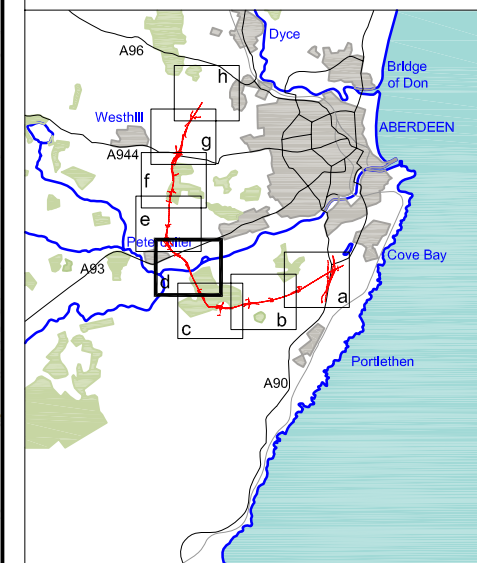 Dyce
A96
Bridge
of Don
h
Westhill
ABERDEEN
g
A944
f
e
Peterculter
Cove Bay
A93
d
a
b
c
Portlethen
A90